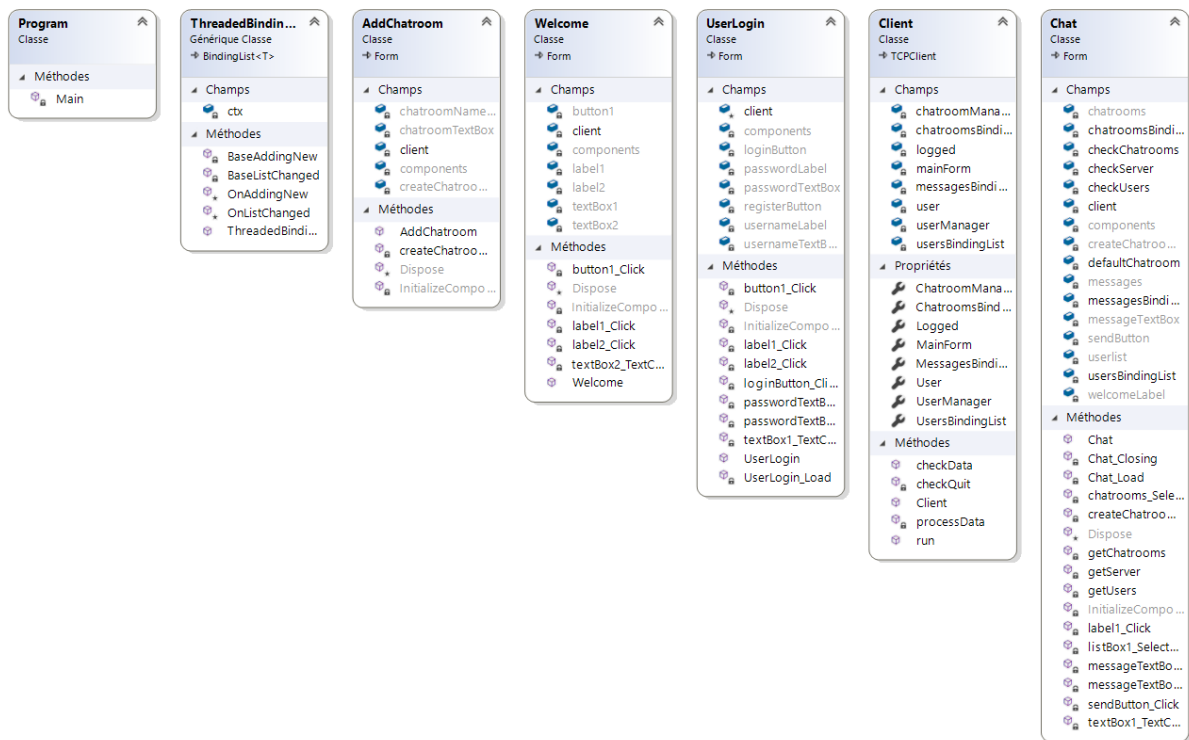 Program
Classe
Méthodes
Main
ThreadedBindin...
Générique Classe
BindingList<T>
Champs
ctx
Méthodes
BaseAddingNew
BaseListChanged
OnAddingNew
OnListChanged
ThreadedBindi...
AddChatroom
Classe
Form
Champs
chatroomName...
chatroomTextBox
client
components
createChatroo...
Méthodes
AddChatroom
createChatroo...
Dispose
InitializeCompo...
Welcome
Classe
Form
Champs
button1
client
components
label1
label2
textBox1
textBox2
Méthodes
button1_Click
Dispose
InitializeCompo...
label1_Click
label2_Click
textBox2_TextC...
Welcome
UserLogin
Classe
Form
Champs
client
components
loginButton
passwordLabel
passwordTextBox
registerButton
usernameLabel
usernameTextB...
Méthodes
button1_Click
Dispose
InitializeCompo...
label1_Click
label2_Click
loginButton_Cli...
passwordTextB...
passwordTextB...
textBox1_TextC...
UserLogin
UserLogin_Load
Client
Classe
TCPClient
Champs
chatroomMana...
chatroomsBindi...
logged
mainForm
messagesBindi...
user
userManager
usersBindingList
Propriétés
ChatroomMana...
ChatroomsBind...
Logged
MainForm
MessagesBindi...
User
UserManager
UsersBindingList
Méthodes
checkData
checkQuit
Client
processData
run
Chat
Classe
Form
Champs
chatrooms
chatroomsBindi...
checkChatrooms
checkServer
checkUsers
client
components
createChatroo...
defaultChatroom
messages
messagesBindi...
messageTextBox
sendButton
userlist
usersBindingList
welcomeLabel
Méthodes
Chat
Chat_Closing
Chat_Load
chatrooms_Sele...
createChatroo...
Dispose
getChatrooms
getServer
getUsers
InitializeCompo...
label1_Click
listBox1_Select...
messageTextBo...
messageTextBo...
sendButton_Click
textBox1_TextC...